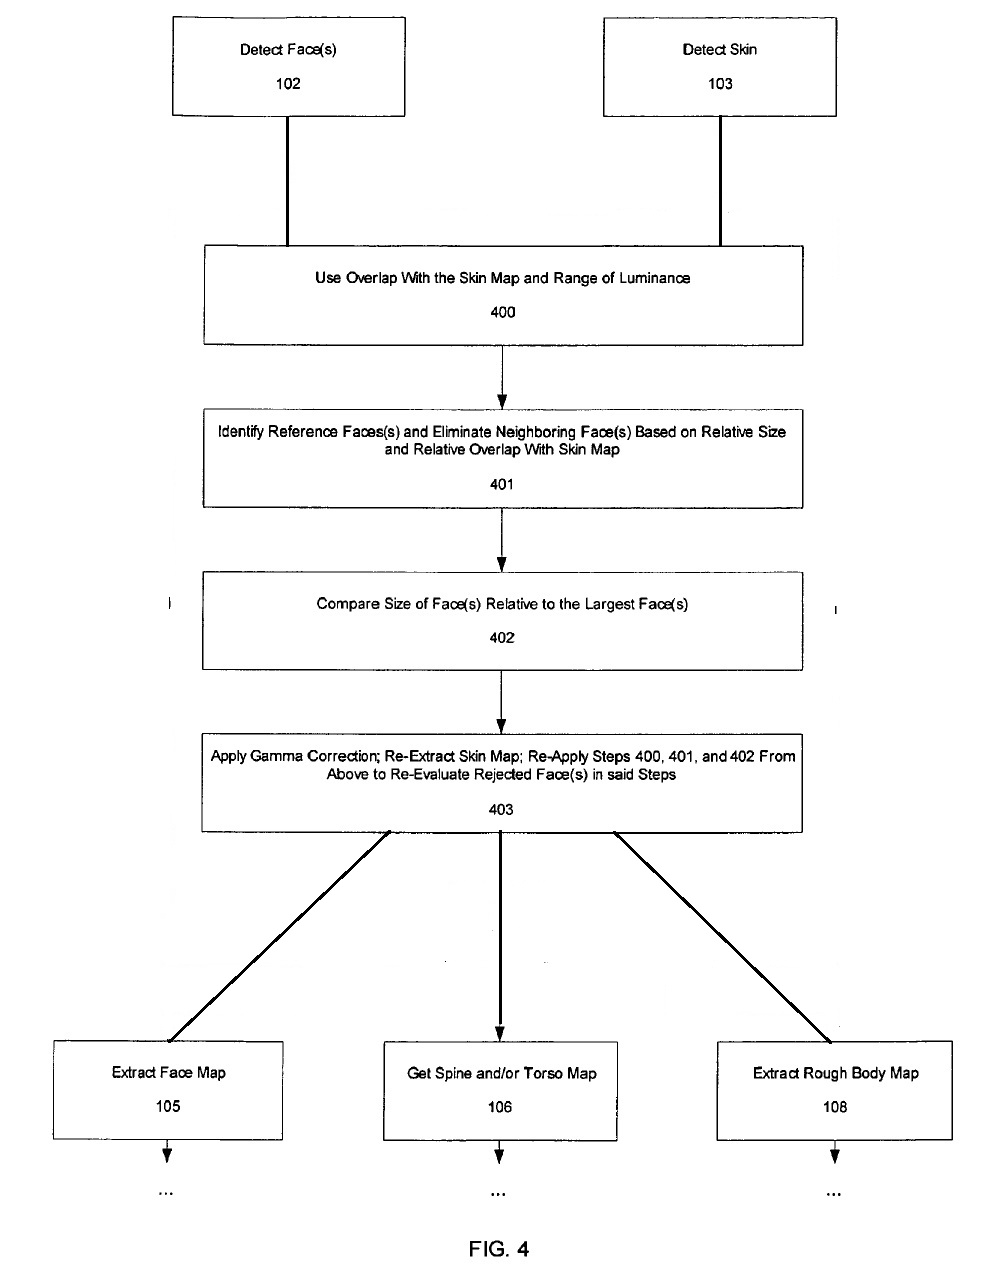 Detect Face(s)
102
Detect Skin
103
Use Overlap With the Skin Map and Range of Luminance
400
Identify Reference Faces(s) and Eliminate Neighboring Face(s) Based on Relative Size
and Relative Overlap With Skin Map
401
Compare Size of Face(s) Relative to the Largest Face(s)
402
Apply Gamma Correction; Re-Extract Skin Map; Re-Apply Steps 400, 401, and 402 From
Above to Re-Evaluate Rejected Face(s) in said Steps
403
Extract Face Map
105
Get Spine and/or Torso Map
106
Extract Rough Body Map
108
...
...
...
FIG. 4